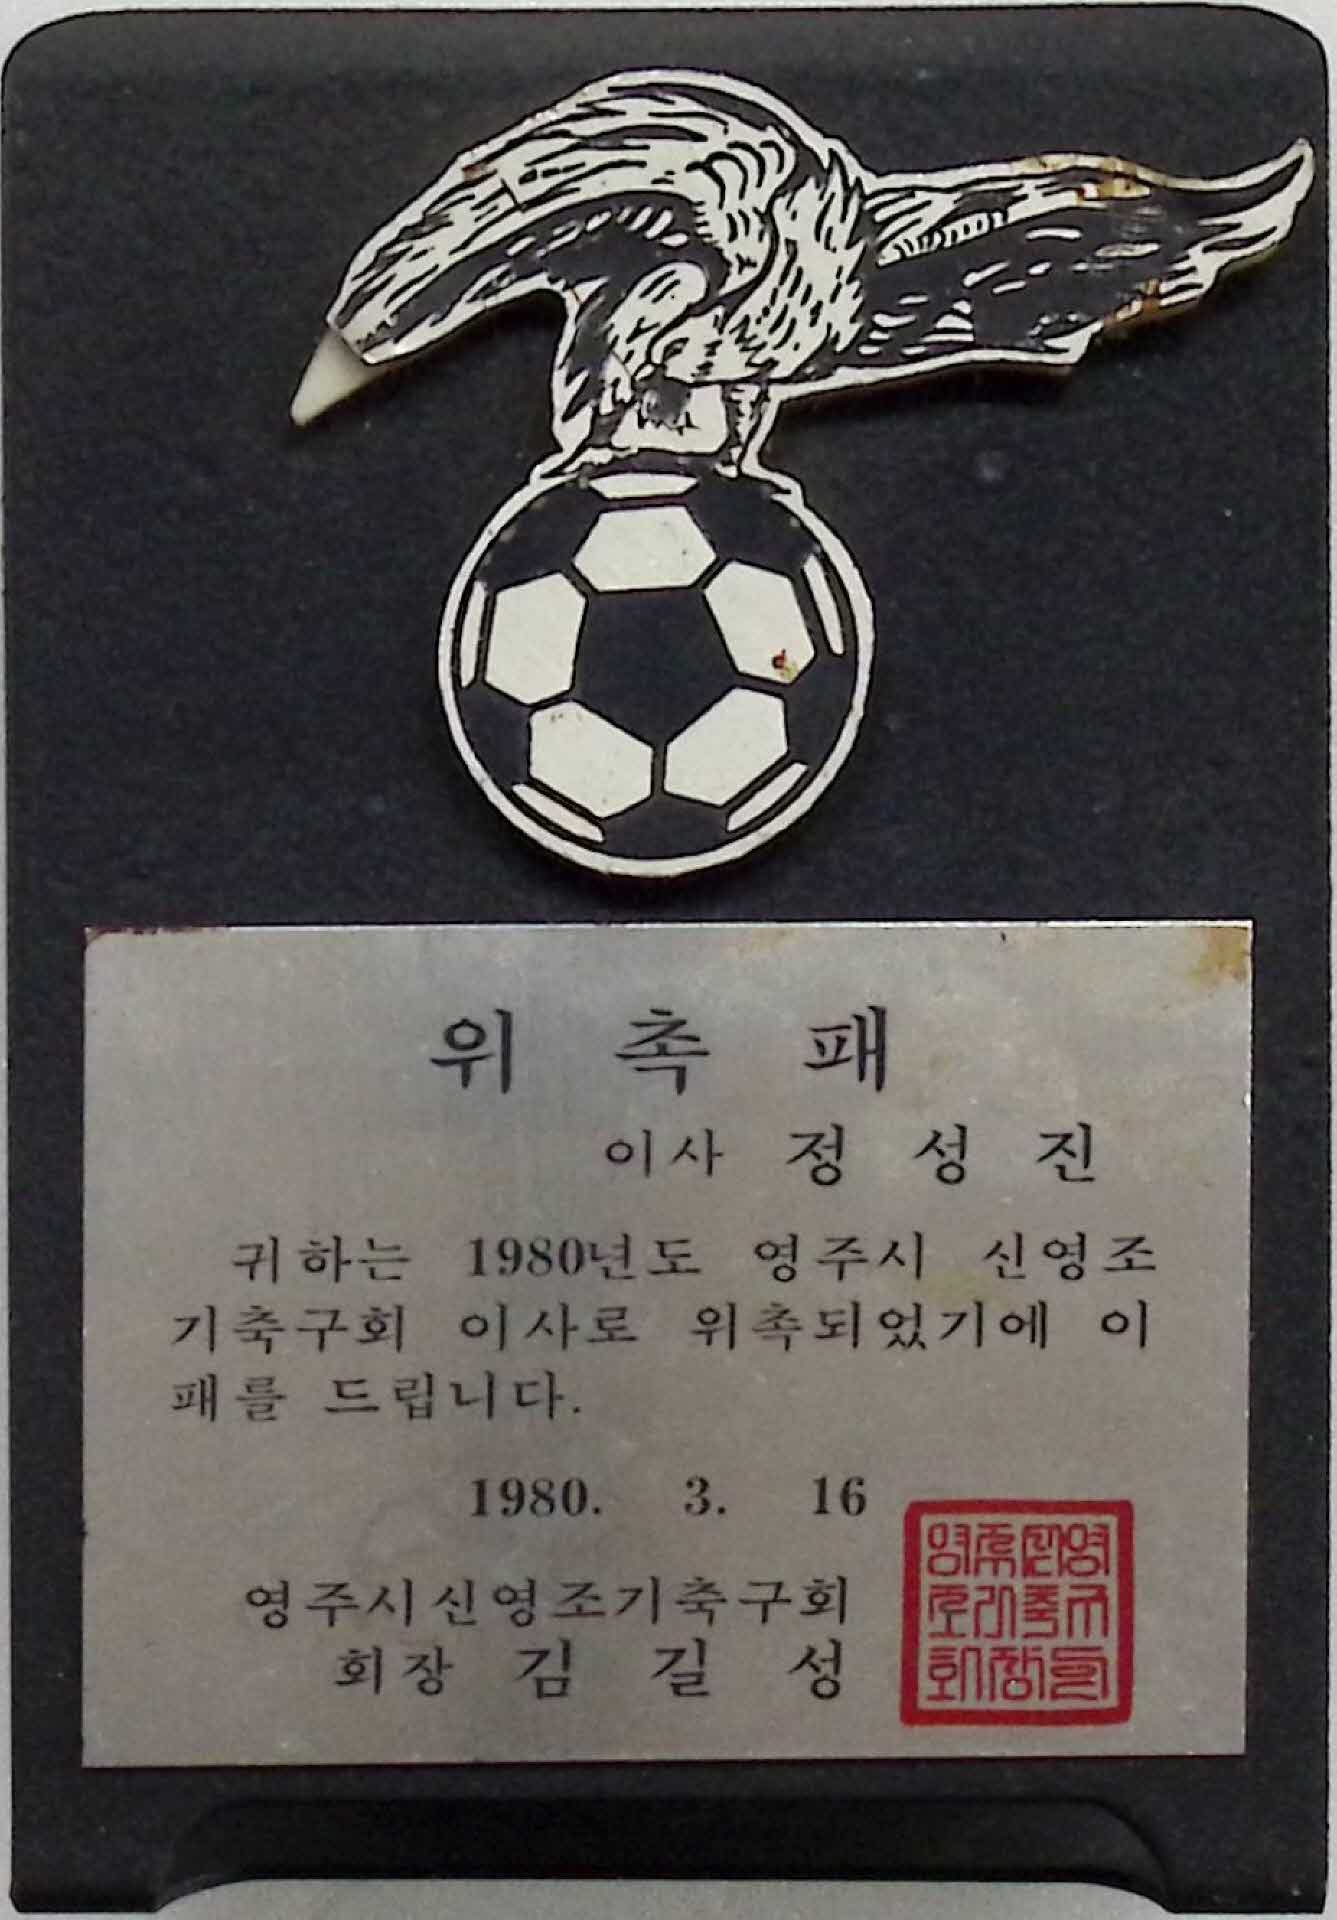 위 촉 패
이사 정 성 진
귀하는 1980년도 영주시 신영조
기축구회 이사로 위촉되었기에 이
패를 드립니다.
1980. 3. 16
영주시신영조기축구회
회장 김 길 성